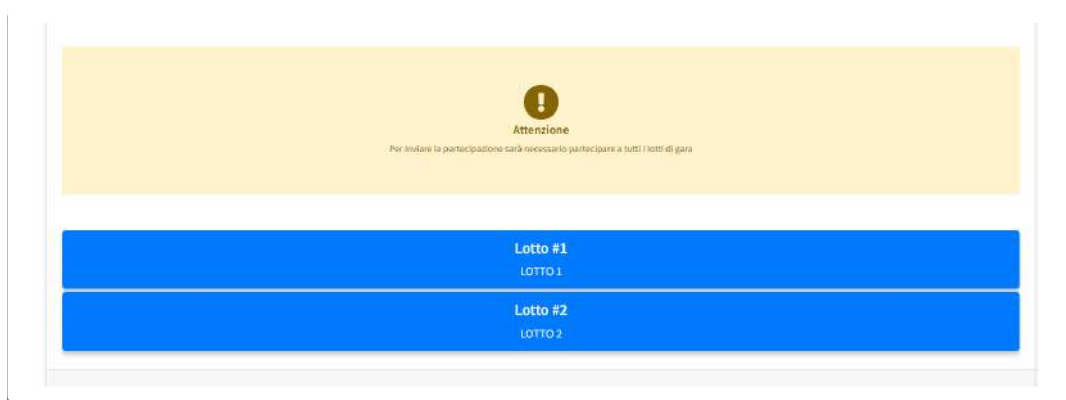 Attenzione
Per inviare la partecipazione sarà necessario partecipare a tutti i lotti di gara
Lotto #1
LOTTO 1
Lotto #2
LOTTO 2